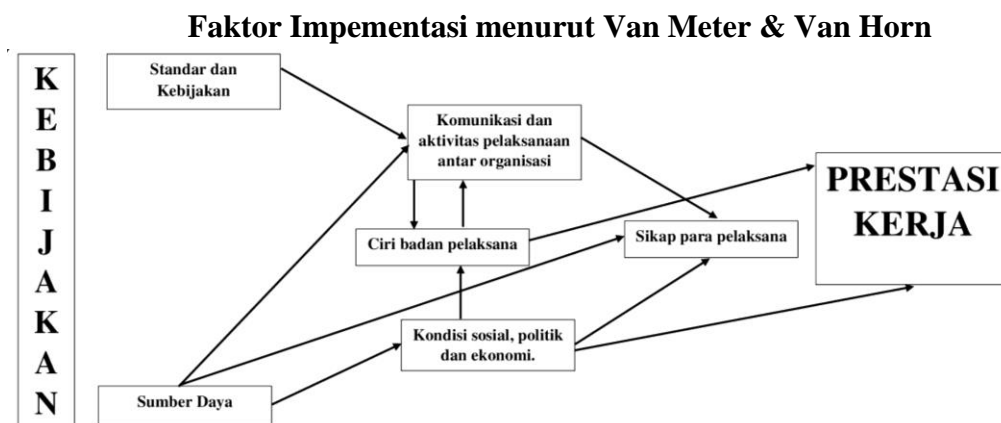 Faktor Impementasi menurut Van Meter & Van Horn
K
E
B
I
J
A
K
A
N
Standar dan
Kebijakan
Komunikasi dan
aktivitas pelaksanaan
antar organisasi
PRESTASI
KERJA
Ciri badan pelaksana
Sikap para pelaksana
Kondisi sosial, politik
dan ekonomi.
Sumber Daya